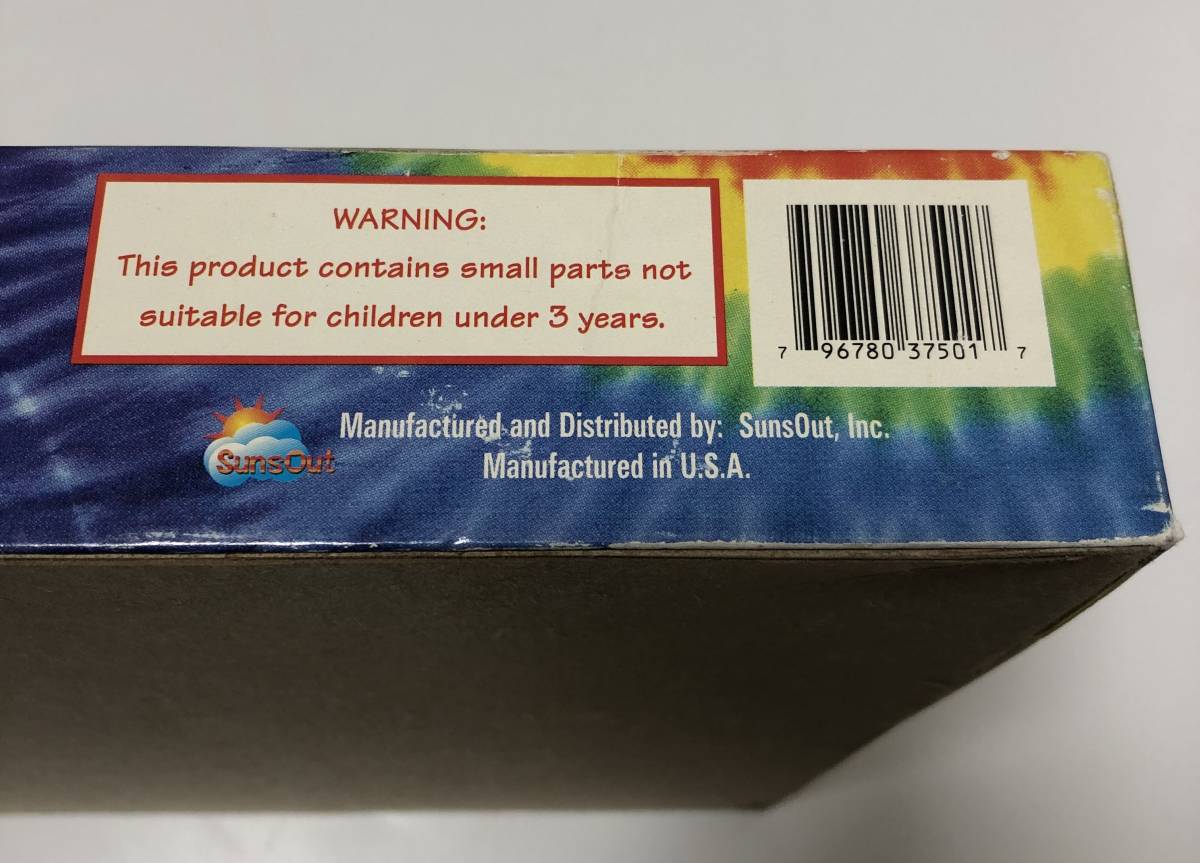 WARNING:
This product contains small parts not
suitable for children under 3 years.
7 96780 37501 7
SunsOut
Manufactured and Distributed by: SunsOut, Inc.
Manufactured in U.S.A.